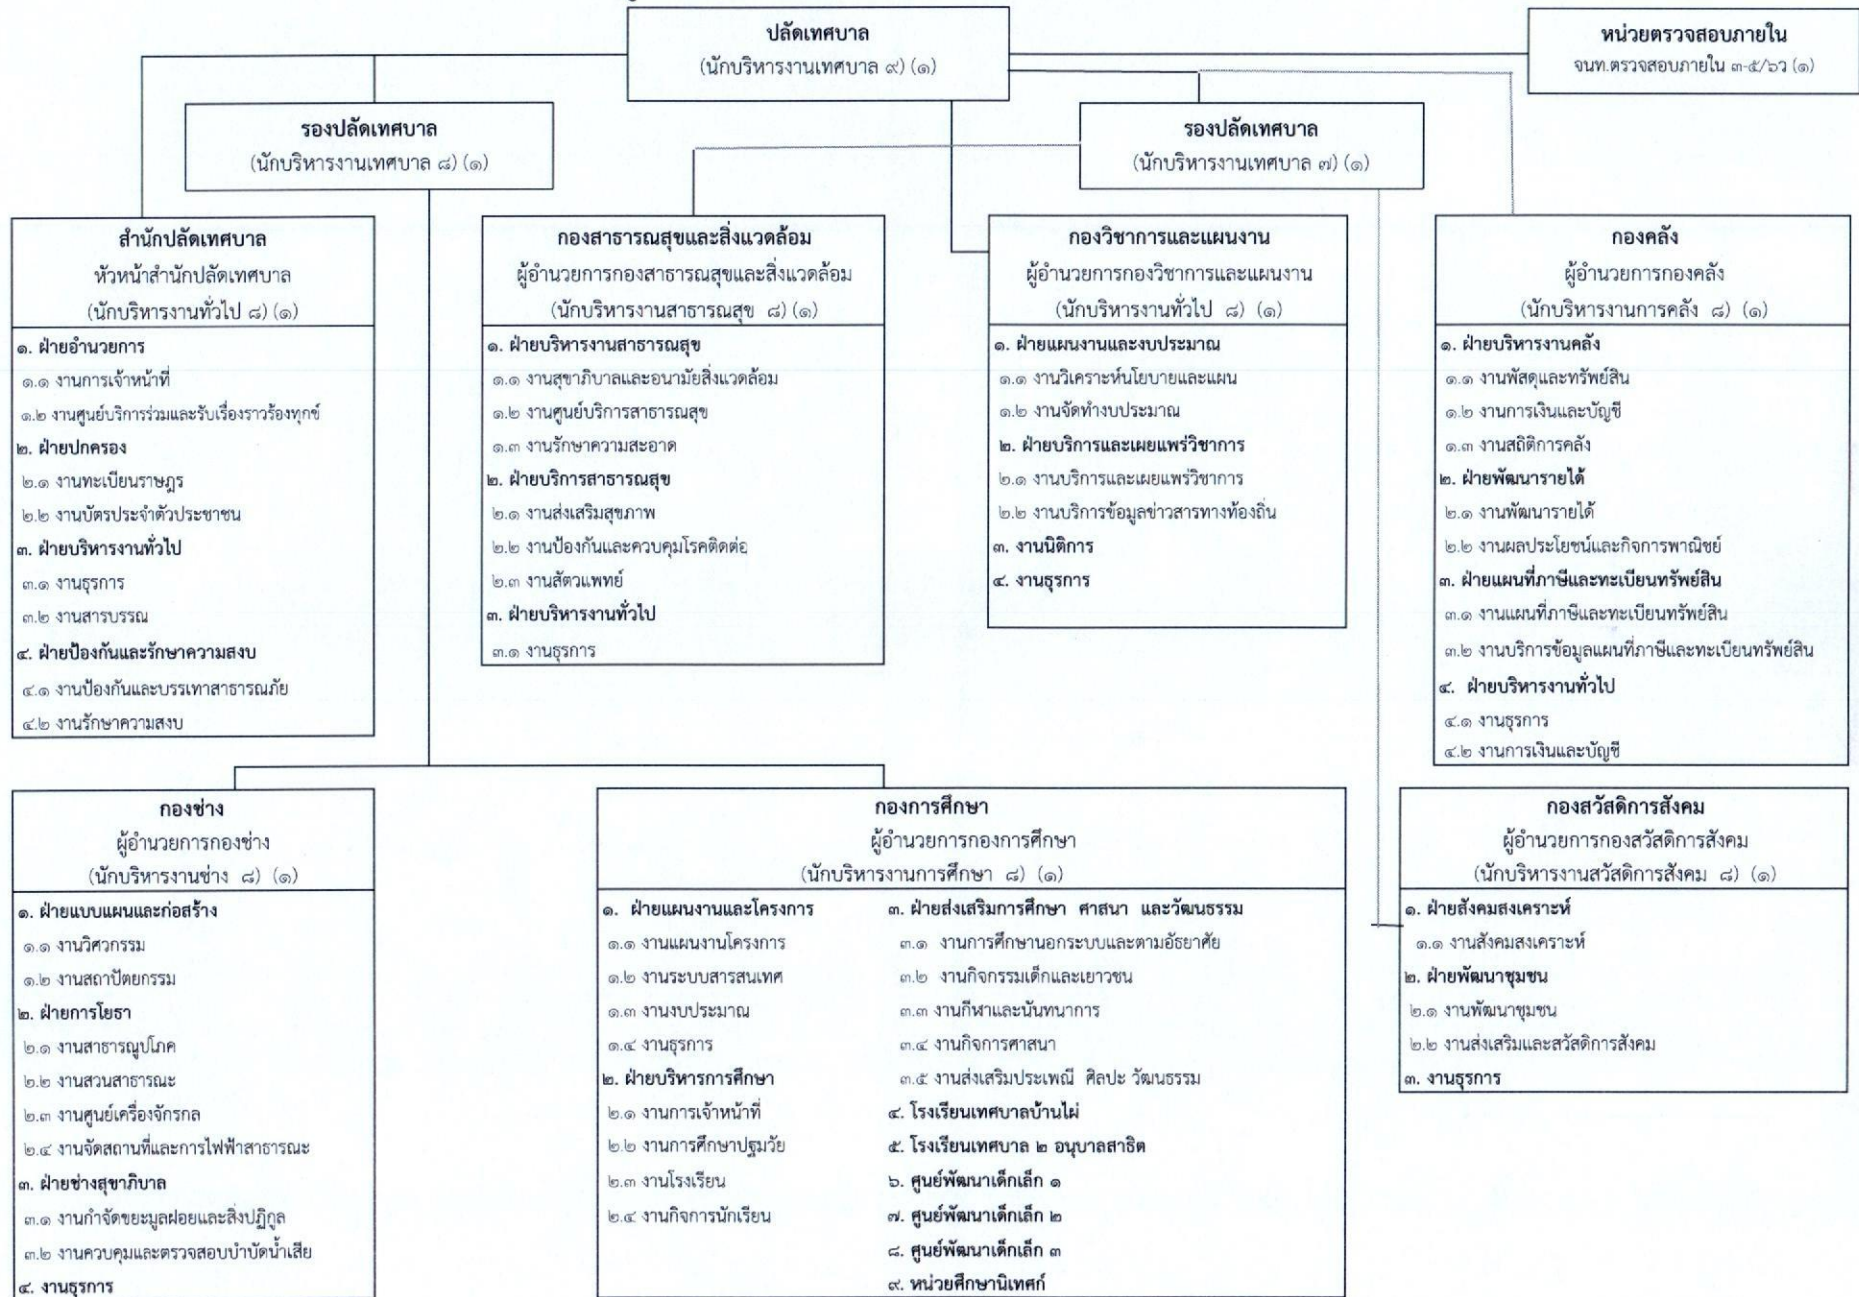 ปลัดเทศบาล
(นักบริหารงานเทศบาล ๙) (๑)
หน่วยตรวจสอบภายใน
จนท.ตรวจสอบภายใน ๓-๕/๖ว (๑)
รองปลัดเทศบาล
(นักบริหารงานเทศบาล ๘) (๑)
รองปลัดเทศบาล
(นักบริหารงานเทศบาล ๗) (๑)
สำนักปลัดเทศบาล
หัวหน้าสำนักปลัดเทศบาล
(นักบริหารงานทั่วไป ๘) (๑)
๑. ฝ่ายอำนวยการ
๑.๑ งานการเจ้าหน้าที่
๑.๒ งานศูนย์บริการร่วมและรับเรื่องราวร้องทุกข์
๒. ฝ่ายปกครอง
๒.๑ งานทะเบียนราษฎร
๒.๒ งานบัตรประจำตัวประชาชน
๓. ฝ่ายบริหารงานทั่วไป
๓.๑ งานธุรการ
๓.๒ งานสารบรรณ
๔. ฝ่ายป้องกันและรักษาความสงบ
๔.๑ งานป้องกันและบรรเทาสาธารณภัย
๔.๒ งานรักษาความสงบ
กองสาธารณสุขและสิ่งแวดล้อม
ผู้อำนวยการกองสาธารณสุขและสิ่งแวดล้อม
(นักบริหารงานสาธารณสุข ๘) (๑)
๑. ฝ่ายบริหารงานสาธารณสุข
๑.๑ งานสุขาภิบาลและอนามัยสิ่งแวดล้อม
๑.๒ งานศูนย์บริการสาธารณสุข
๑.๓ งานรักษาความสะอาด
๒. ฝ่ายบริการสาธารณสุข
๒.๑ งานส่งเสริมสุขภาพ
๒.๒ งานป้องกันและควบคุมโรคติดต่อ
๒.๓ งานสัตวแพทย์
๓. ฝ่ายบริหารงานทั่วไป
๓.๑ งานธุรการ
กองวิชาการและแผนงาน
ผู้อำนวยการกองวิชาการและแผนงาน
(นักบริหารงานทั่วไป ๘) (๑)
๑. ฝ่ายแผนงานและงบประมาณ
๑.๑ งานวิเคราะห์นโยบายและแผน
๑.๒ งานจัดทำงบประมาณ
๒. ฝ่ายบริการและเผยแพร่วิชาการ
๒.๑ งานบริการและเผยแพร่วิชาการ
๒.๒ งานบริการข้อมูลข่าวสารทางท้องถิ่น
๓. งานนิติการ
๔. งานธุรการ
กองคลัง
ผู้อำนวยการกองคลัง
(นักบริหารงานการคลัง ๘) (๑)
๑. ฝ่ายบริหารงานคลัง
๑.๑ งานพัสดุและทรัพย์สิน
๑.๒ งานการเงินและบัญชี
๑.๓ งานสถิติการคลัง
๒. ฝ่ายพัฒนารายได้
๒.๑ งานพัฒนารายได้
๒.๒ งานผลประโยชน์และกิจการพาณิชย์
๓. ฝ่ายแผนที่ภาษีและทะเบียนทรัพย์สิน
๓.๑ งานแผนที่ภาษีและทะเบียนทรัพย์สิน
๓.๒ งานบริการข้อมูลแผนที่ภาษีและทะเบียนทรัพย์สิน
๔. ฝ่ายบริหารงานทั่วไป
๔.๑ งานธุรการ
๔.๒ งานการเงินและบัญชี
กองช่าง
ผู้อำนวยการกองช่าง
(นักบริหารงานช่าง ๘) (๑)
๑. ฝ่ายแบบแผนและก่อสร้าง
๑.๑ งานวิศวกรรม
๑.๒ งานสถาปัตยกรรม
๒. ฝ่ายการโยธา
๒.๑ งานสาธารณูปโภค
๒.๒ งานสวนสาธารณะ
๒.๓ งานศูนย์เครื่องจักรกล
๒.๔ งานจัดสถานที่และการไฟฟ้าสาธารณะ
๓. ฝ่ายช่างสุขาภิบาล
๓.๑ งานกำจัดขยะมูลฝอยและสิ่งปฏิกูล
๓.๒ งานควบคุมและตรวจสอบบำบัดน้ำเสีย
๔. งานธุรการ
กองการศึกษา
ผู้อำนวยการกองการศึกษา
(นักบริหารงานการศึกษา ๘) (๑)
๑. ฝ่ายแผนงานและโครงการ
๑.๑ งานแผนงานโครงการ
๑.๒ งานระบบสารสนเทศ
๑.๓ งานงบประมาณ
๑.๔ งานธุรการ
๒. ฝ่ายบริหารการศึกษา
๒.๑ งานการเจ้าหน้าที่
๒.๒ งานการศึกษาปฐมวัย
๒.๓ งานโรงเรียน
๒.๔ งานกิจการนักเรียน
๓. ฝ่ายส่งเสริมการศึกษา ศาสนา และวัฒนธรรม
๓.๑ งานการศึกษานอกระบบและตามอัธยาศัย
๓.๒ งานกิจกรรมเด็กและเยาวชน
๓.๓ งานกีฬาและนันทนาการ
๓.๔ งานกิจการศาสนา
๓.๕ งานส่งเสริมประเพณี ศิลปะ วัฒนธรรม
๔. โรงเรียนเทศบาลบ้านไผ่
๕. โรงเรียนเทศบาล ๒ อนุบาลสาธิต
๖. ศูนย์พัฒนาเด็กเล็ก ๑
๗. ศูนย์พัฒนาเด็กเล็ก ๒
๘. ศูนย์พัฒนาเด็กเล็ก ๓
๙. หน่วยศึกษานิเทศก์
กองสวัสดิการสังคม
ผู้อำนวยการกองสวัสดิการสังคม
(นักบริหารงานสวัสดิการสังคม ๘) (๑)
๑. ฝ่ายสังคมสงเคราะห์
๑.๑ งานสังคมสงเคราะห์
๒. ฝ่ายพัฒนาชุมชน
๒.๑ งานพัฒนาชุมชน
๒.๒ งานส่งเสริมและสวัสดิการสังคม
๓. งานธุรการ